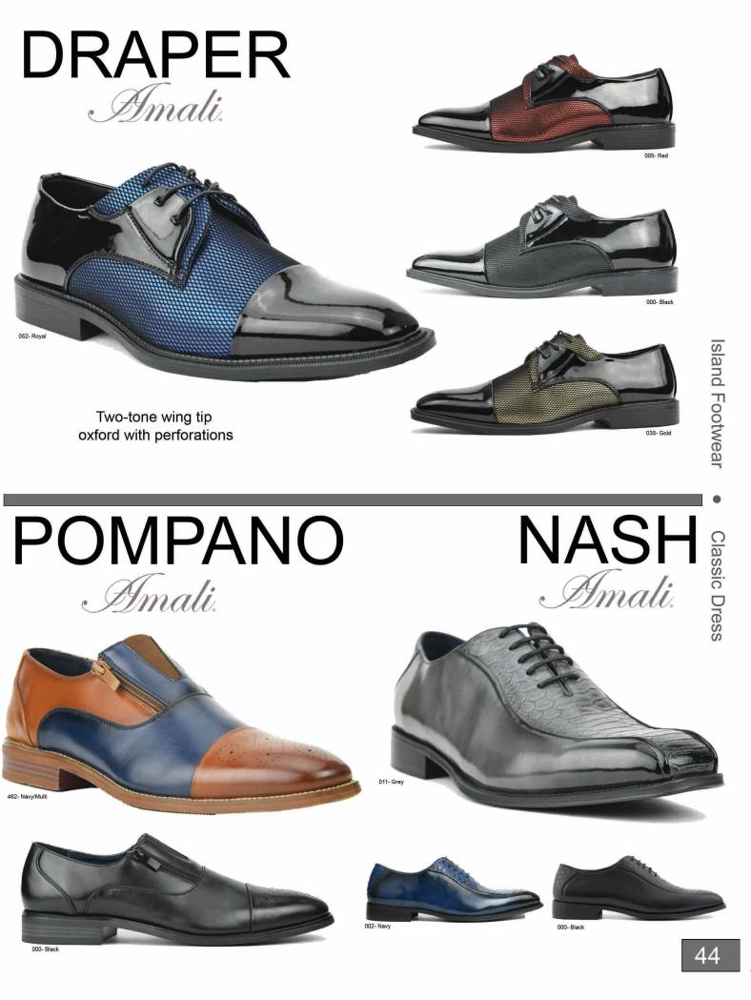 DRAPER
Amali
052- Royal
Two-tone wing tip
oxford with perforations
005- Red
000- Black
035- Gold
POMPANO
Amali
462- Navy/Multi
000- Black
NASH
Amali
011- Grey
002- Navy
000- Black
Island Footwear • Classic Dress
44